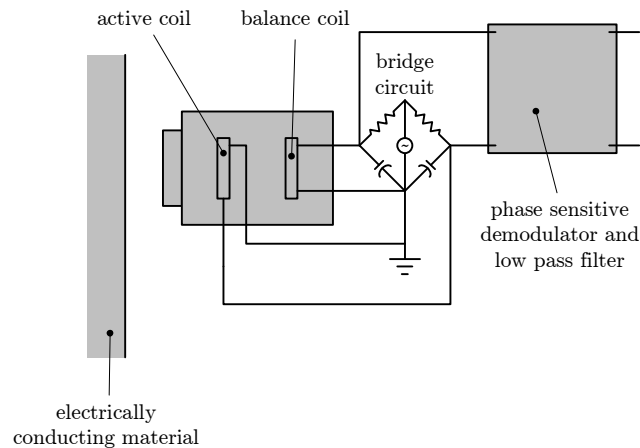 active coil
balance coil
bridge
circuit
~
phase sensitive
demodulator and
low pass filter
electrically
conducting material